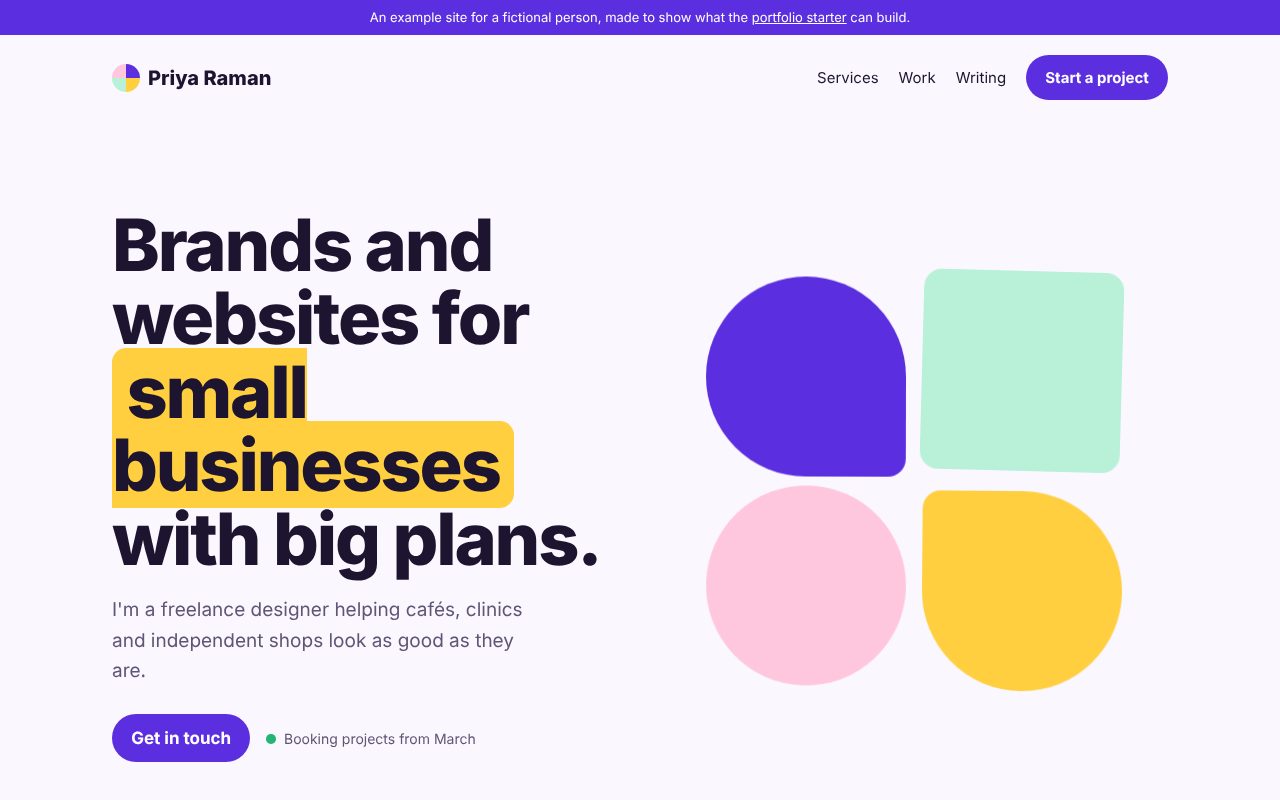 An example site for a fictional person, made to show what the portfolio starter can build.
Priya Raman
Services
Work
Writing
Start a project
Brands and
websites for
small
businesses
with big plans.
I'm a freelance designer helping cafés, clinics
and independent shops look as good as they
are.
Get in touch
Booking projects from March